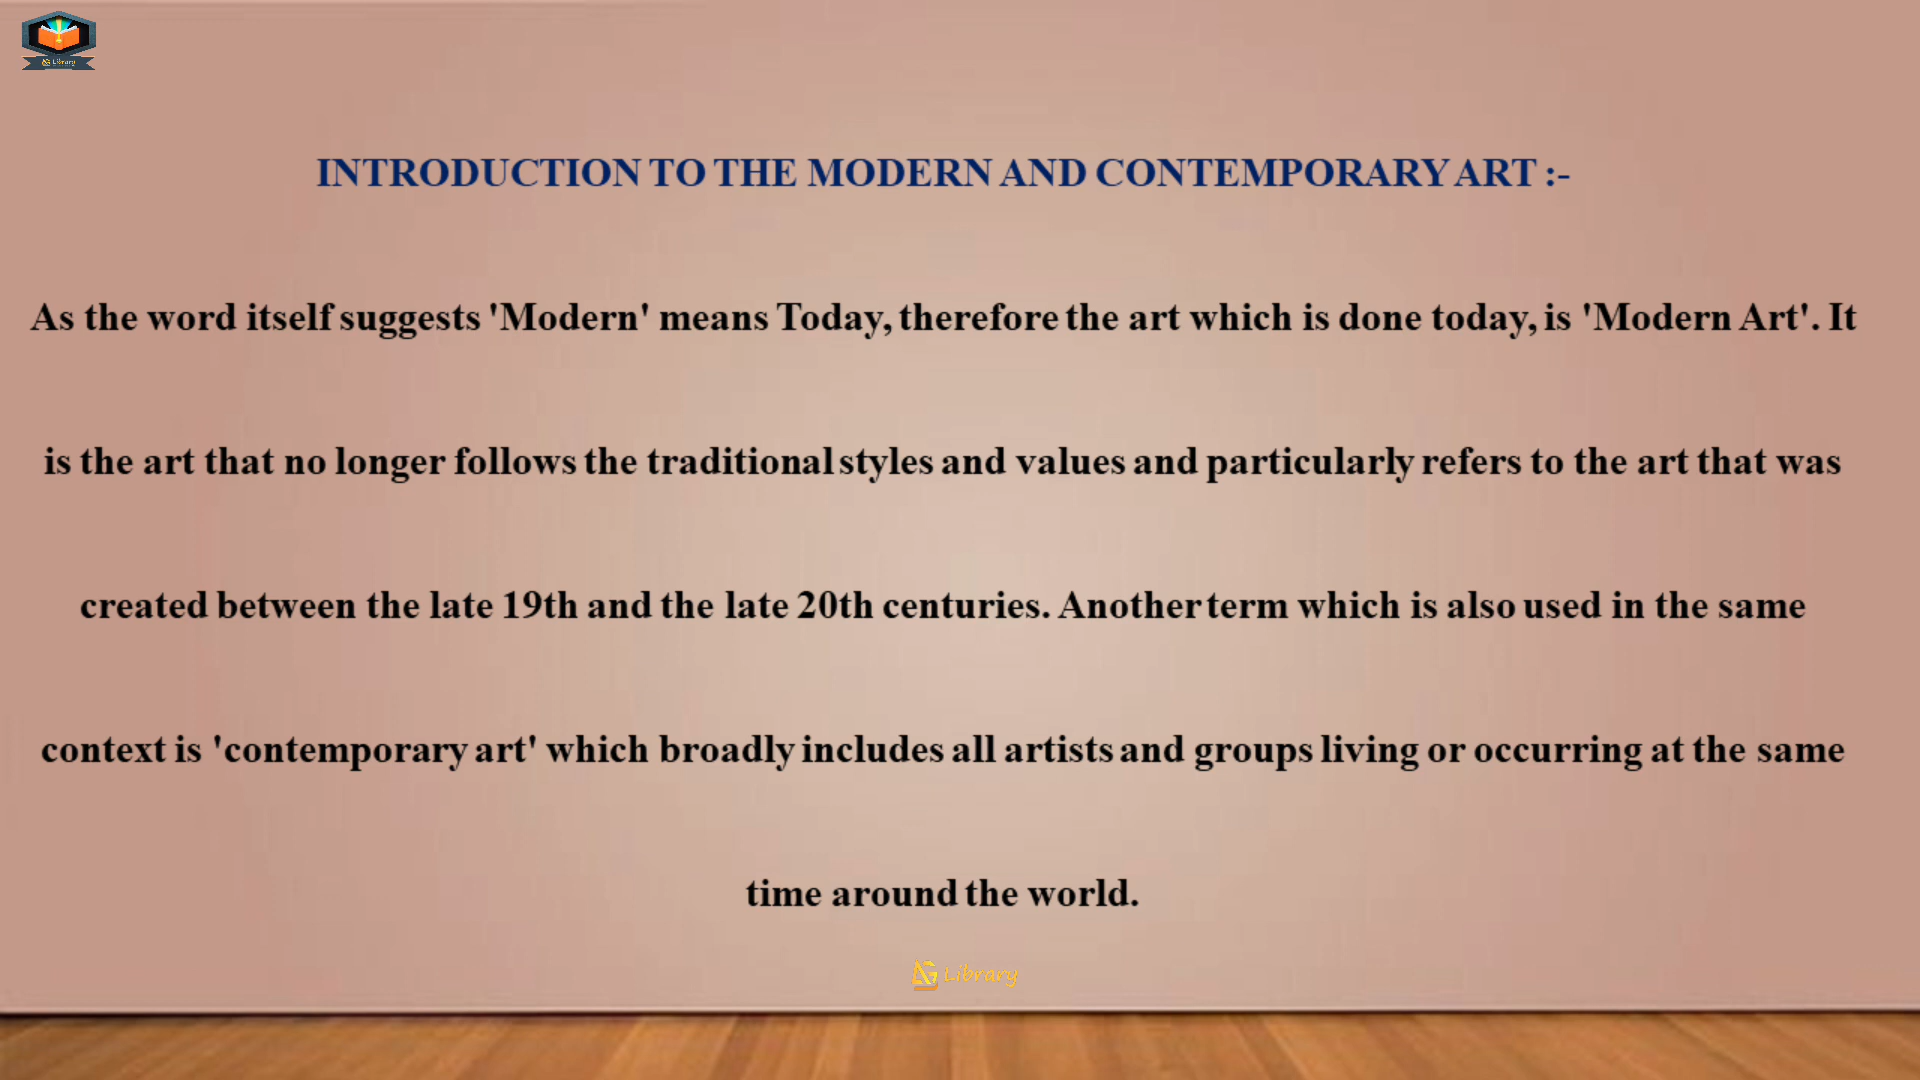 AG Library
INTRODUCTION TO THE MODERN AND CONTEMPORARY ART :-
As the word itself suggests 'Modern' means Today, therefore the art which is done today, is 'Modern Art'. It
is the art that no longer follows the traditional styles and values and particularly refers to the art that was
created between the late 19th and the late 20th centuries. Another term which is also used in the same
context is 'contemporary art' which broadly includes all artists and groups living or occurring at the same
time around the world.
AG Library